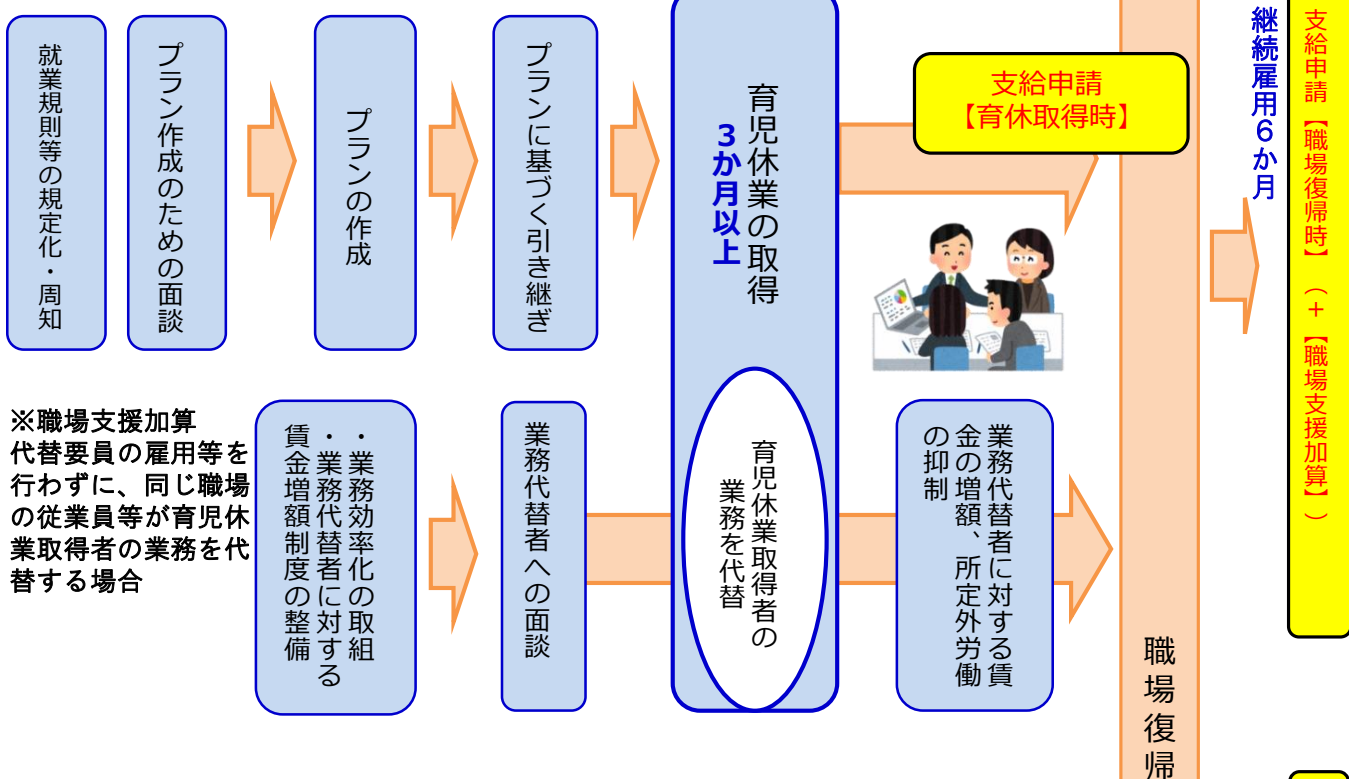 就業規則等の規定化・周知
プラン作成のための面談
プランの作成
プランに基づく引き継ぎ
育児休業の取得
３か月以上
支給申請
【育休取得時】
継続雇用６か月
支給申請【職場復帰時】（＋【職場支援加算】）
※職場支援加算
代替要員の雇用等を
行わずに、同じ職場
の従業員等が育児休
業取得者の業務を代
替する場合
・業務効率化の取組
・業務代替者に対する
賃金増額制度の整備
業務代替者への面談
育児休業取得者の
業務を代替
業務代替者に対する賃
金の増額、所定外労働
の抑制
職場復帰